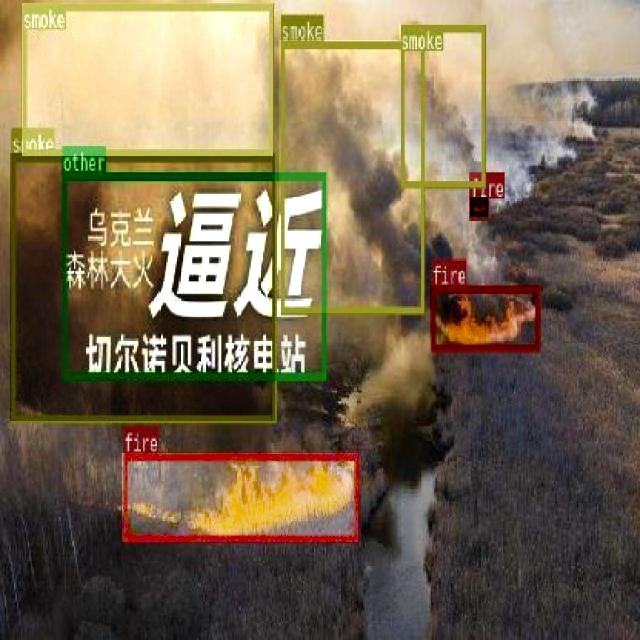 smoke
smoke
smoke
smoke
other
fire
乌克兰
森林大火
逼近
切尔诺贝利核电站
fire
fire